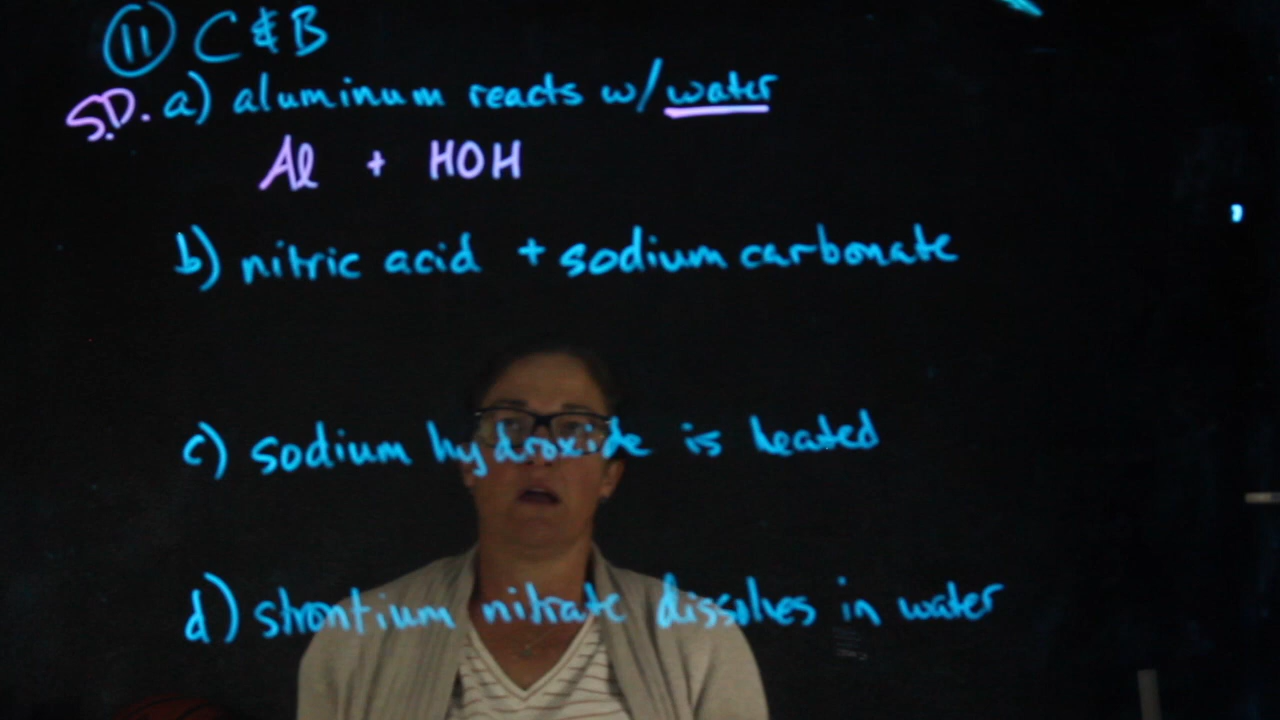 11 C & B
S.D. a) aluminum reacts w/ water
Al + HOH
b) nitric acid + sodium carbonate
c) sodium hydroxide is heated
d) strontium nitrate dissolves in water